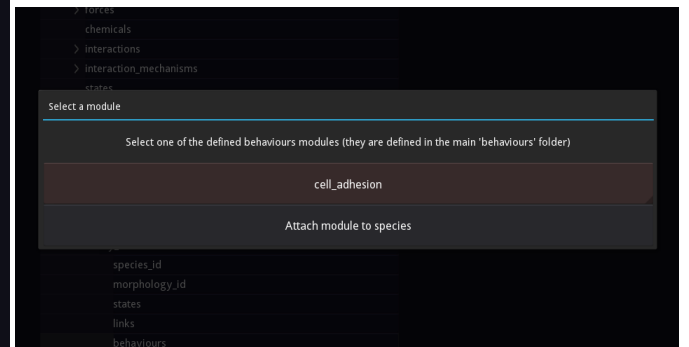 forces
chemicals
interactions
interaction_mechanisms
states
Select a module
Select one of the defined behaviours modules (they are defined in the main 'behaviours' folder)
cell_adhesion
Attach module to species
species_id
morphology_id
states
links
behaviours